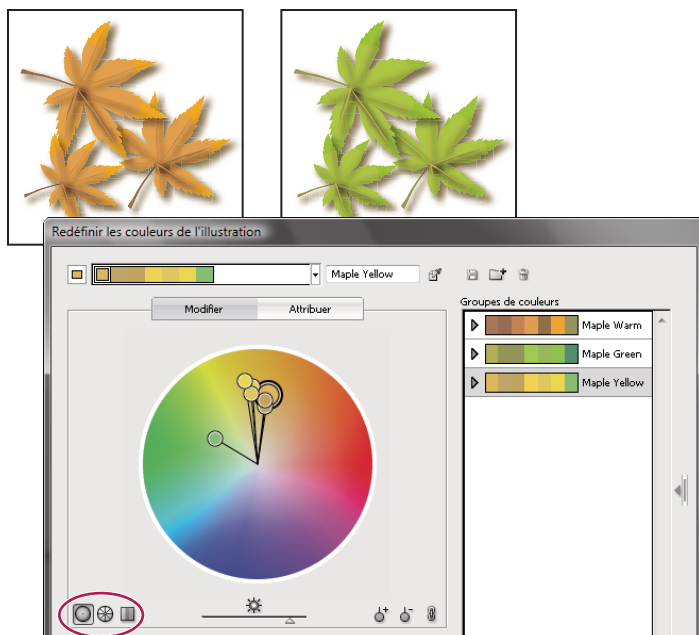 Redéfinir les couleurs de l'illustration
Maple Yellow
Modifier
Attribuer
Groupes de couleurs
Maple Warm
Maple Green
Maple Yellow